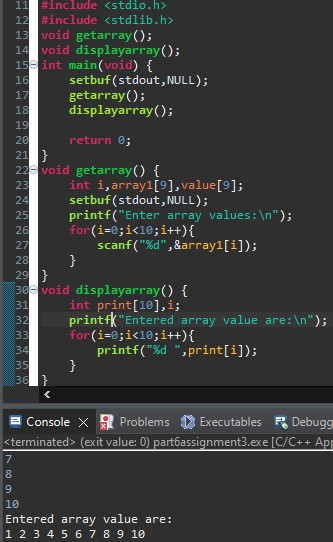 11 #include <stdio.h>
12 #include <stdlib.h>
13 void getarray();
14 void displayarray();
15 int main(void) {
16     setbuf(stdout,NULL);
17     getarray();
18     displayarray();
19
20     return 0;
21 }
22 void getarray() {
23     int i,array1[9],value[9];
24     setbuf(stdout,NULL);
25     printf("Enter array values:\n");
26     for(i=0;i<10;i++){
27         scanf("%d",&array1[i]);
28     }
29 }
30 void displayarray() {
31     int print[10],i;
32     printf("Entered array value are:\n");
33     for(i=0;i<10;i++){
34         printf("%d ",print[i]);
35     }
36 }
Console Problems Executables Debugg
<terminated> (exit value: 0) part6assignment3.exe [C/C++ App
7
8
9
10
Entered array value are:
1 2 3 4 5 6 7 8 9 10